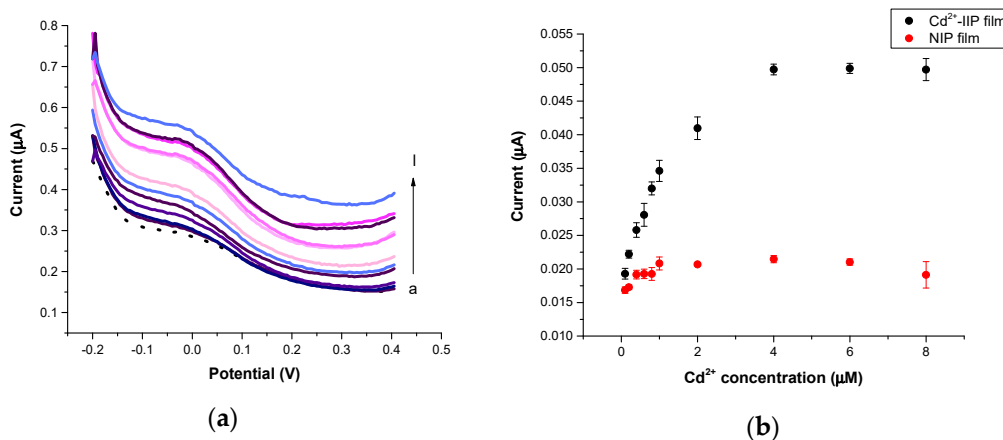 0.8
0.7
0.6
0.5
0.4
0.3
0.2
0.1
Current (μA)
-0.2 -0.1 0.0 0.1 0.2 0.3 0.4 0.5
Potential (V)
l
a
(a)
Cd²⁺-IIP film
NIP film
0.055
0.050
0.045
0.040
0.035
0.030
0.025
0.020
0.015
0.010
Current (μA)
0 2 4 6 8
Cd²⁺ concentration (μM)
(b)